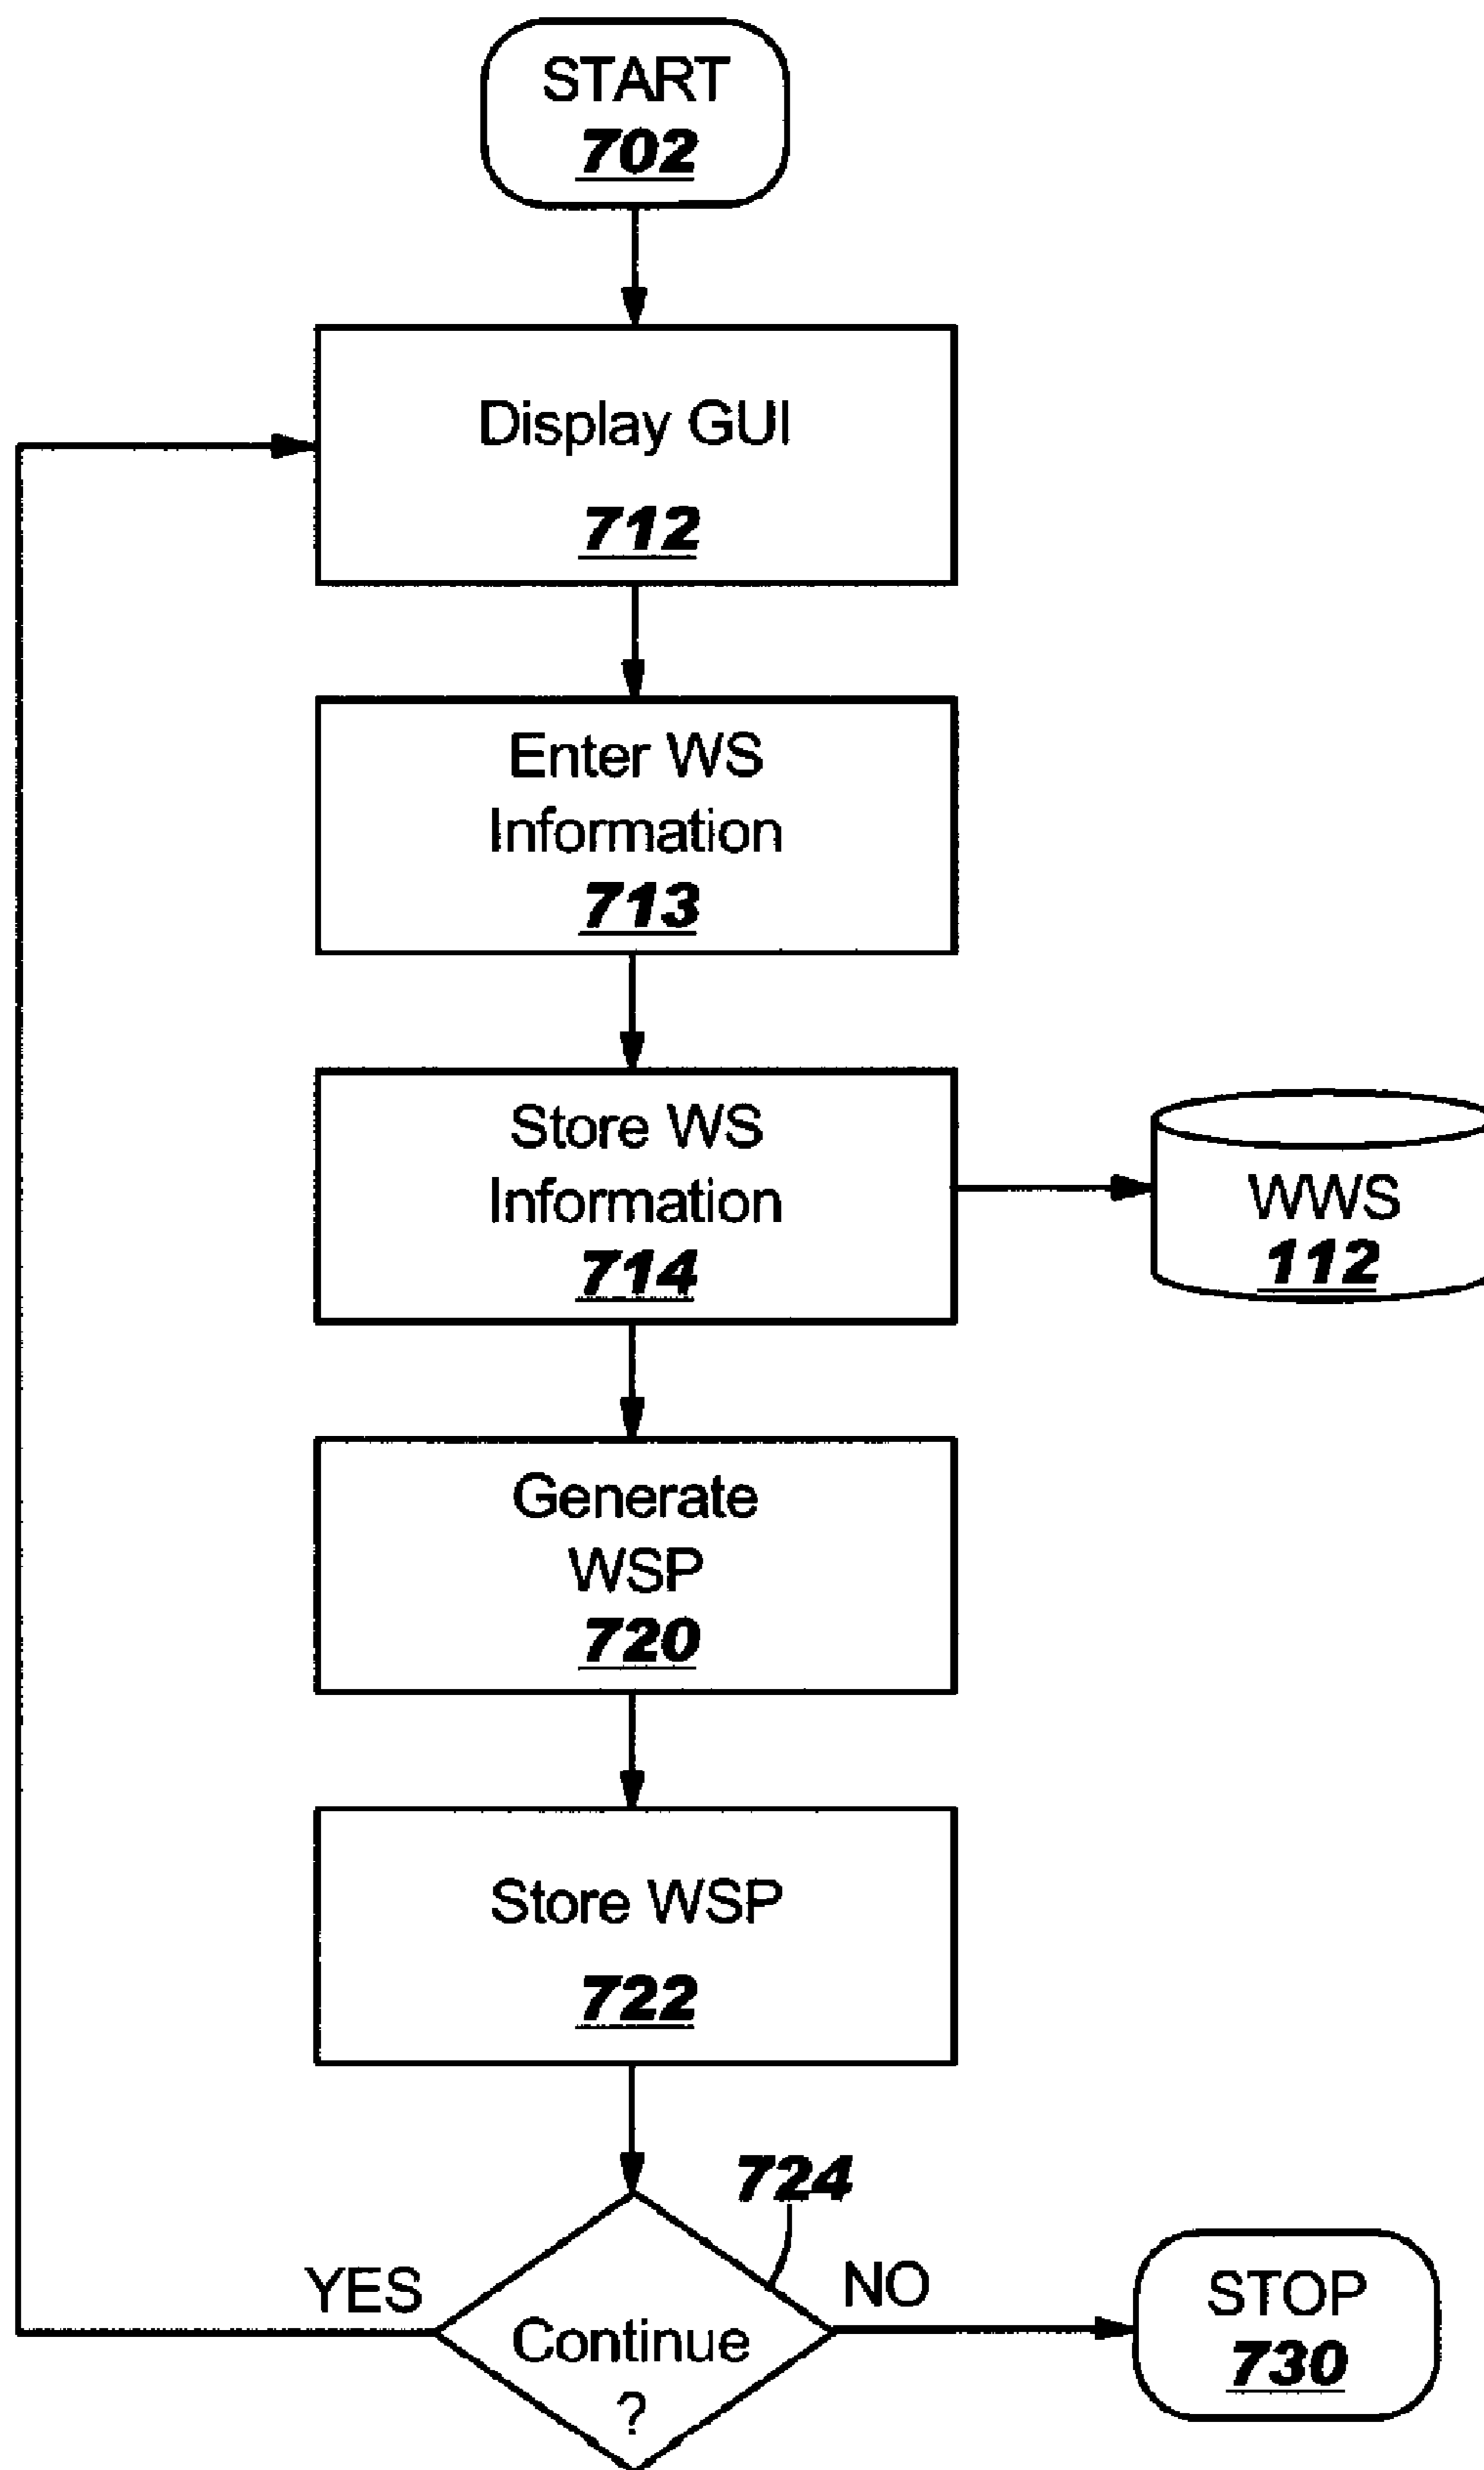 START
702
Display GUI
712
Enter WS
Information
713
Store WS
Information
714
WWS
112
Generate
WSP
720
Store WSP
722
724
YES
NO
Continue
?
STOP
730